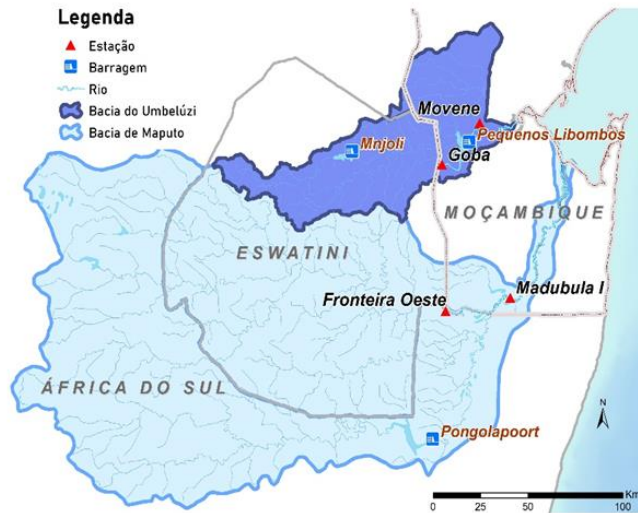 Legenda
Estação
Barragem
Rio
Bacia do Umbelúzi
Bacia de Maputo
Movene
Pequenos Libombos
Mnjoli
Goba
MOÇAMBIQUE
ESWATINI
Madubula I
Fronteira Oeste
ÁFRICA DO SUL
Pongolapoort
N
Km
0 25 50 100